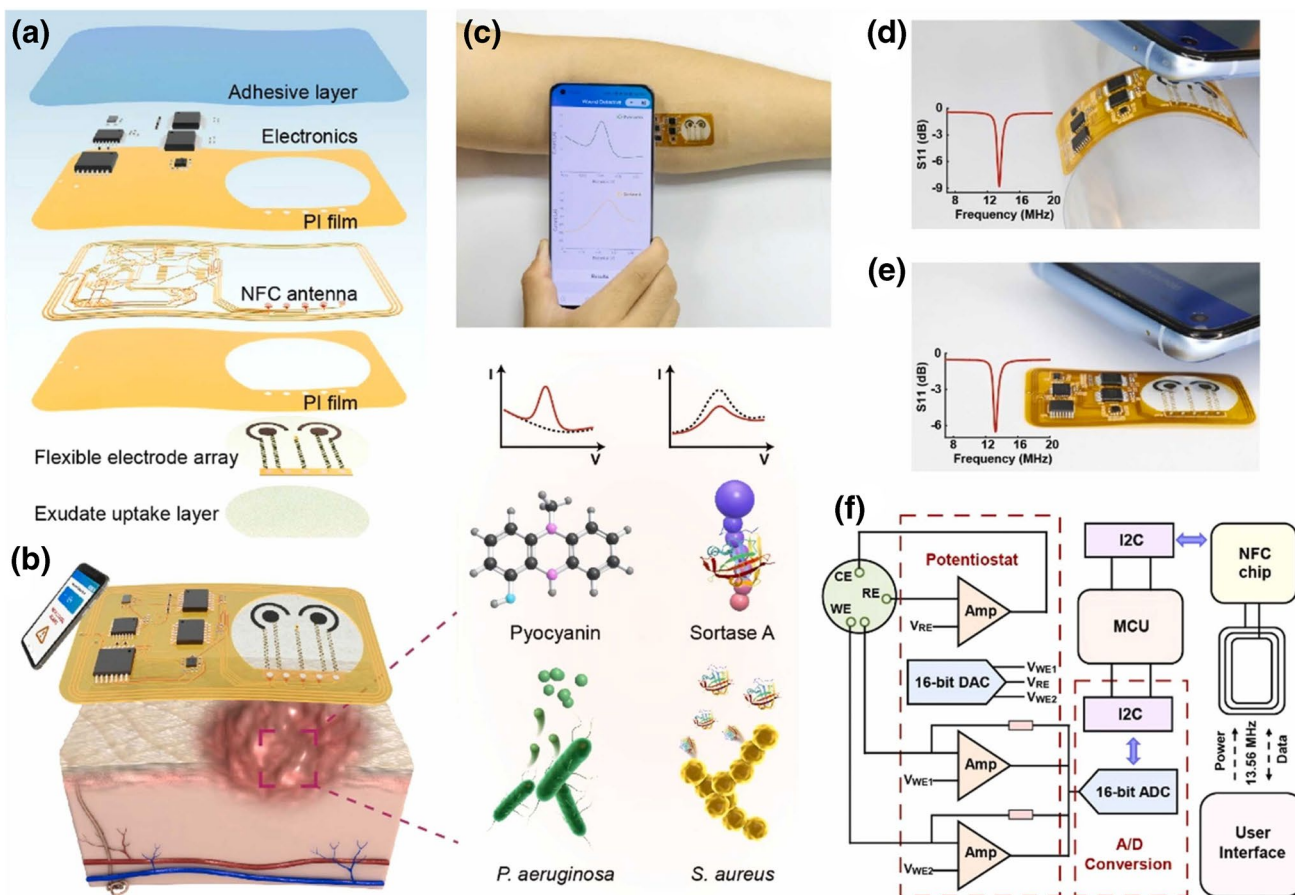 (a)
Adhesive layer
Electronics
PI film
NFC antenna
PI film
Flexible electrode array
Exudate uptake layer
(b)
(c)
Wound Detective
Results
I
V
I
V
Pyocyanin
Sortase A
P. aeruginosa
S. aureus
(d)
0
-3
-6
-9
S11 (dB)
8
12
16
20
Frequency (MHz)
(e)
0
-3
-6
S11 (dB)
8
12
16
20
Frequency (MHz)
(f)
Potentiostat
CE
RE
WE
Amp
VRE
16-bit DAC
VWE1
VRE
VWE2
Amp
VWE1
Amp
VWE2
I2C
MCU
I2C
16-bit ADC
A/D
Conversion
NFC
chip
Power
13.56 MHz
Data
User
Interface